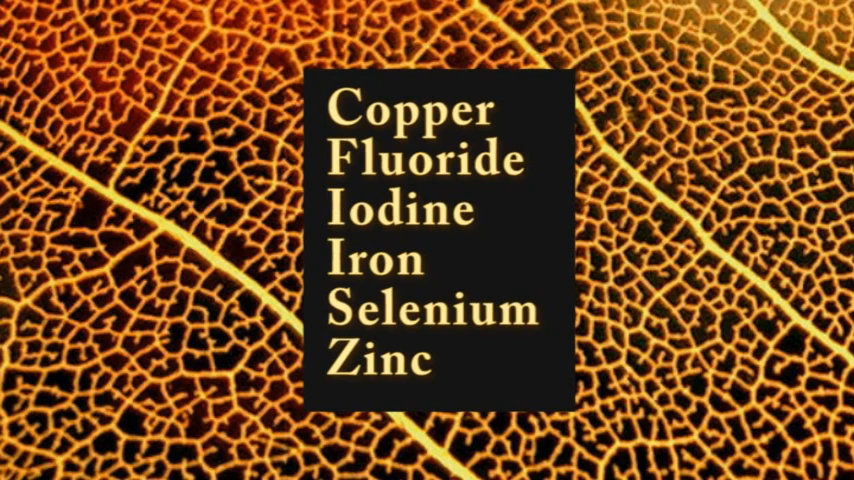 Copper
Fluoride
Iodine
Iron
Selenium
Zinc